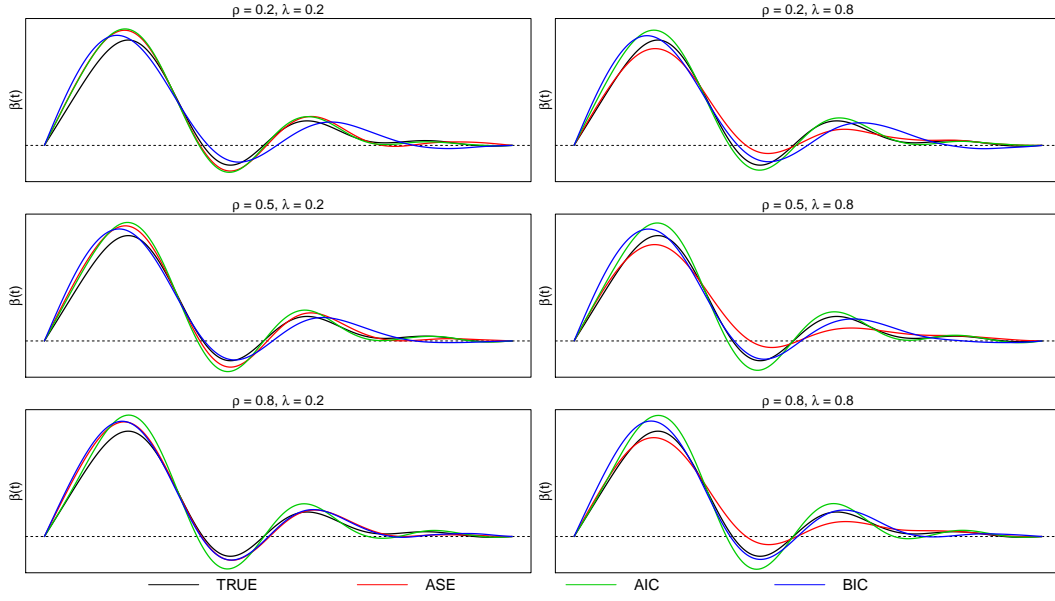 ρ = 0.2, λ = 0.2
ρ = 0.2, λ = 0.8
β(t)
β(t)
ρ = 0.5, λ = 0.2
ρ = 0.5, λ = 0.8
β(t)
β(t)
ρ = 0.8, λ = 0.2
ρ = 0.8, λ = 0.8
β(t)
β(t)
TRUE ASE AIC BIC